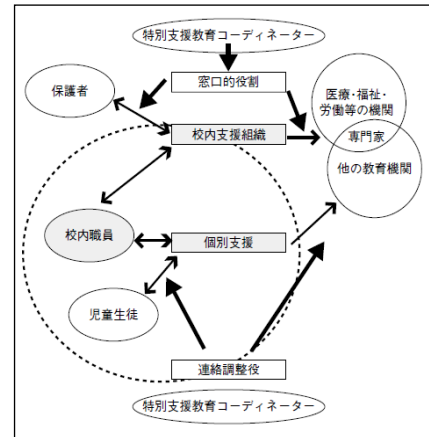 特別支援教育コーディネーター
窓口的役割
保護者
医療・福祉・
労働等の機関
校内支援組織
専門家
他の教育機関
校内職員
個別支援
児童生徒
連絡調整役
特別支援教育コーディネーター